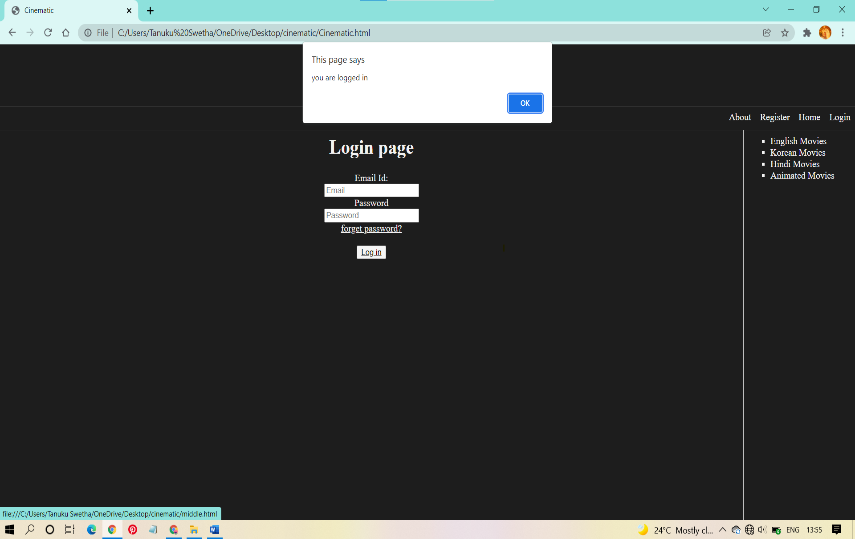 Cinematic
File | C:/Users/Tanuku%20Swetha/OneDrive/Desktop/cinematic/Cinematic.html
This page says
you are logged in
OK
About Register Home Login
Login page
Email Id:
Email
Password
Password
forget password?
Log in
English Movies
Korean Movies
Hindi Movies
Animated Movies
file:///C:/Users/Tanuku Swetha/OneDrive/Desktop/cinematic/middle.html
24°C Mostly cl... ENG 13:55